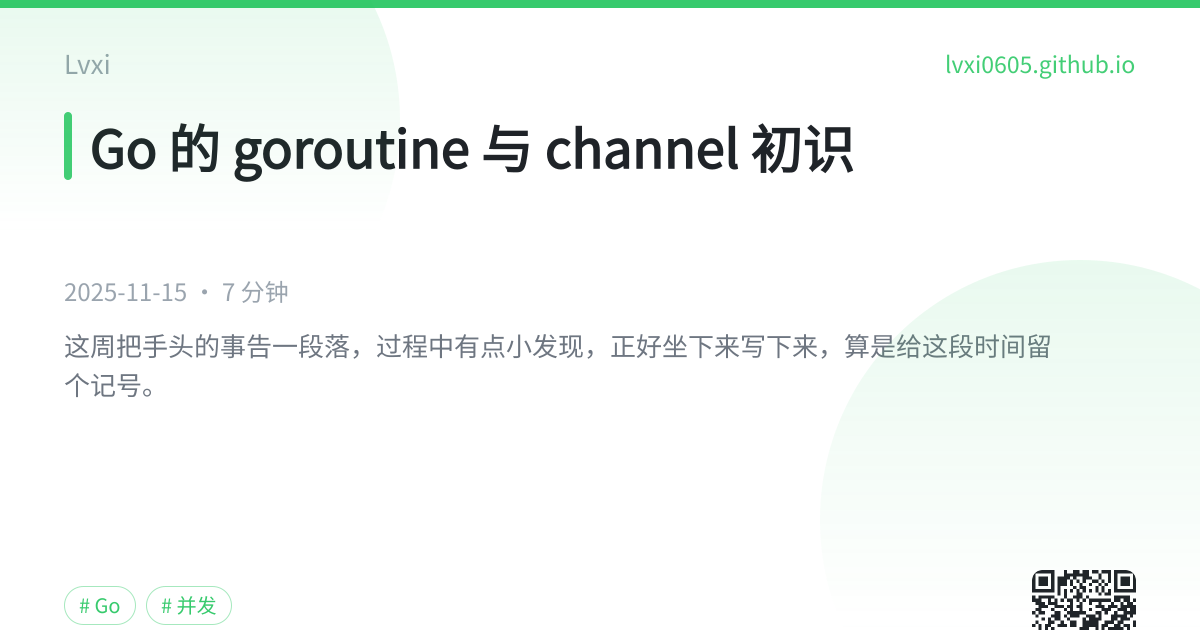 Lvxi
lvxi0605.github.io
Go 的 goroutine 与 channel 初识
2025-11-15 · 7 分钟
这周把手头的事告一段落，过程中有点小发现，正好坐下来写下来，算是给这段时间留
个记号。
# Go
# 并发